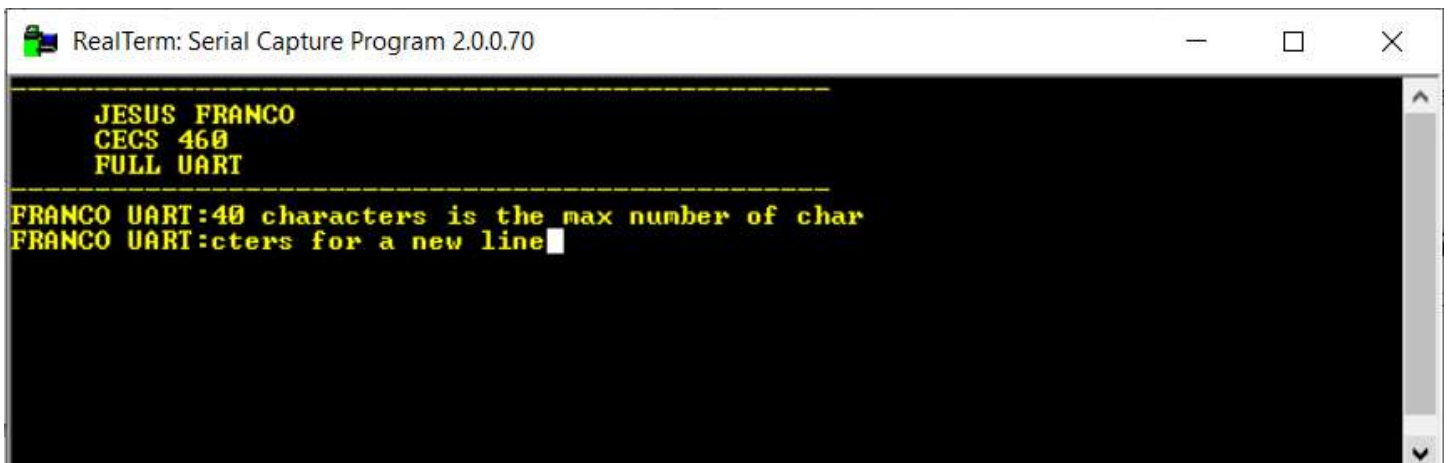 RealTerm: Serial Capture Program 2.0.0.70
--------------------------------------------------
JESUS FRANCO
CECS 460
FULL UART
--------------------------------------------------
FRANCO UART:40 characters is the max number of char
FRANCO UART:cters for a new line